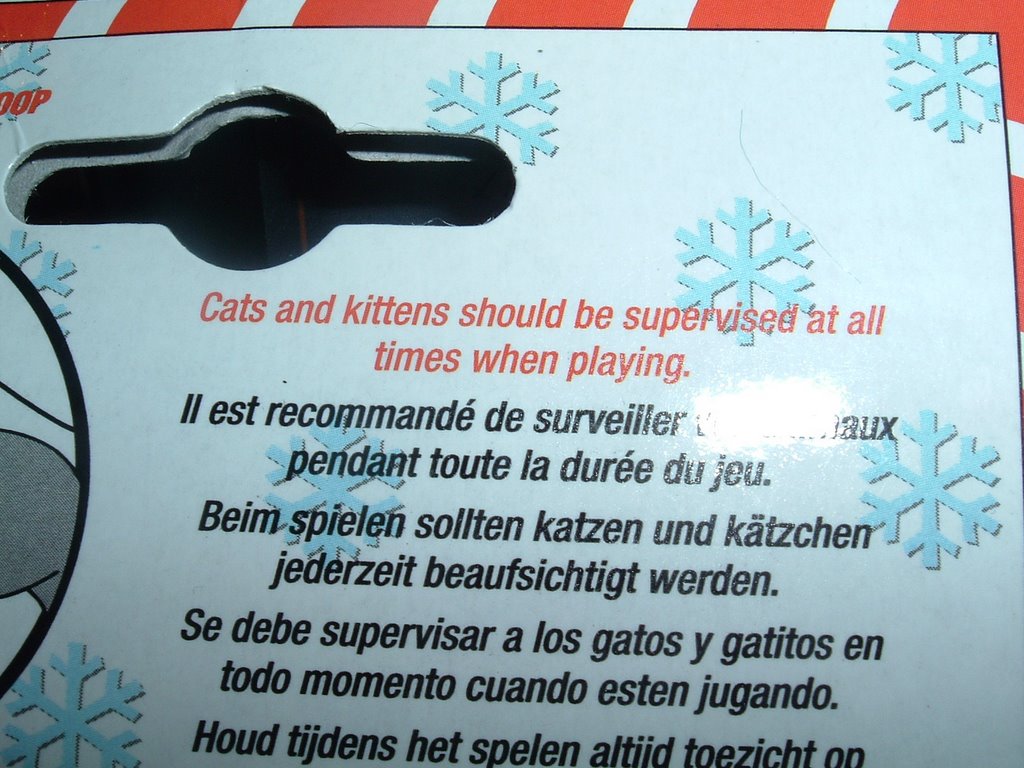 OOP
Cats and kittens should be supervised at all
times when playing.
Il est recommandé de surveiller
pendant toute la durée du jeu.
Beim spielen sollten katzen und kätzchen
jederzeit beaufsichtigt werden.
Se debe supervisar a los gatos y gatitos en
todo momento cuando esten jugando.
Houd tijdens het spelen altijd toezicht op